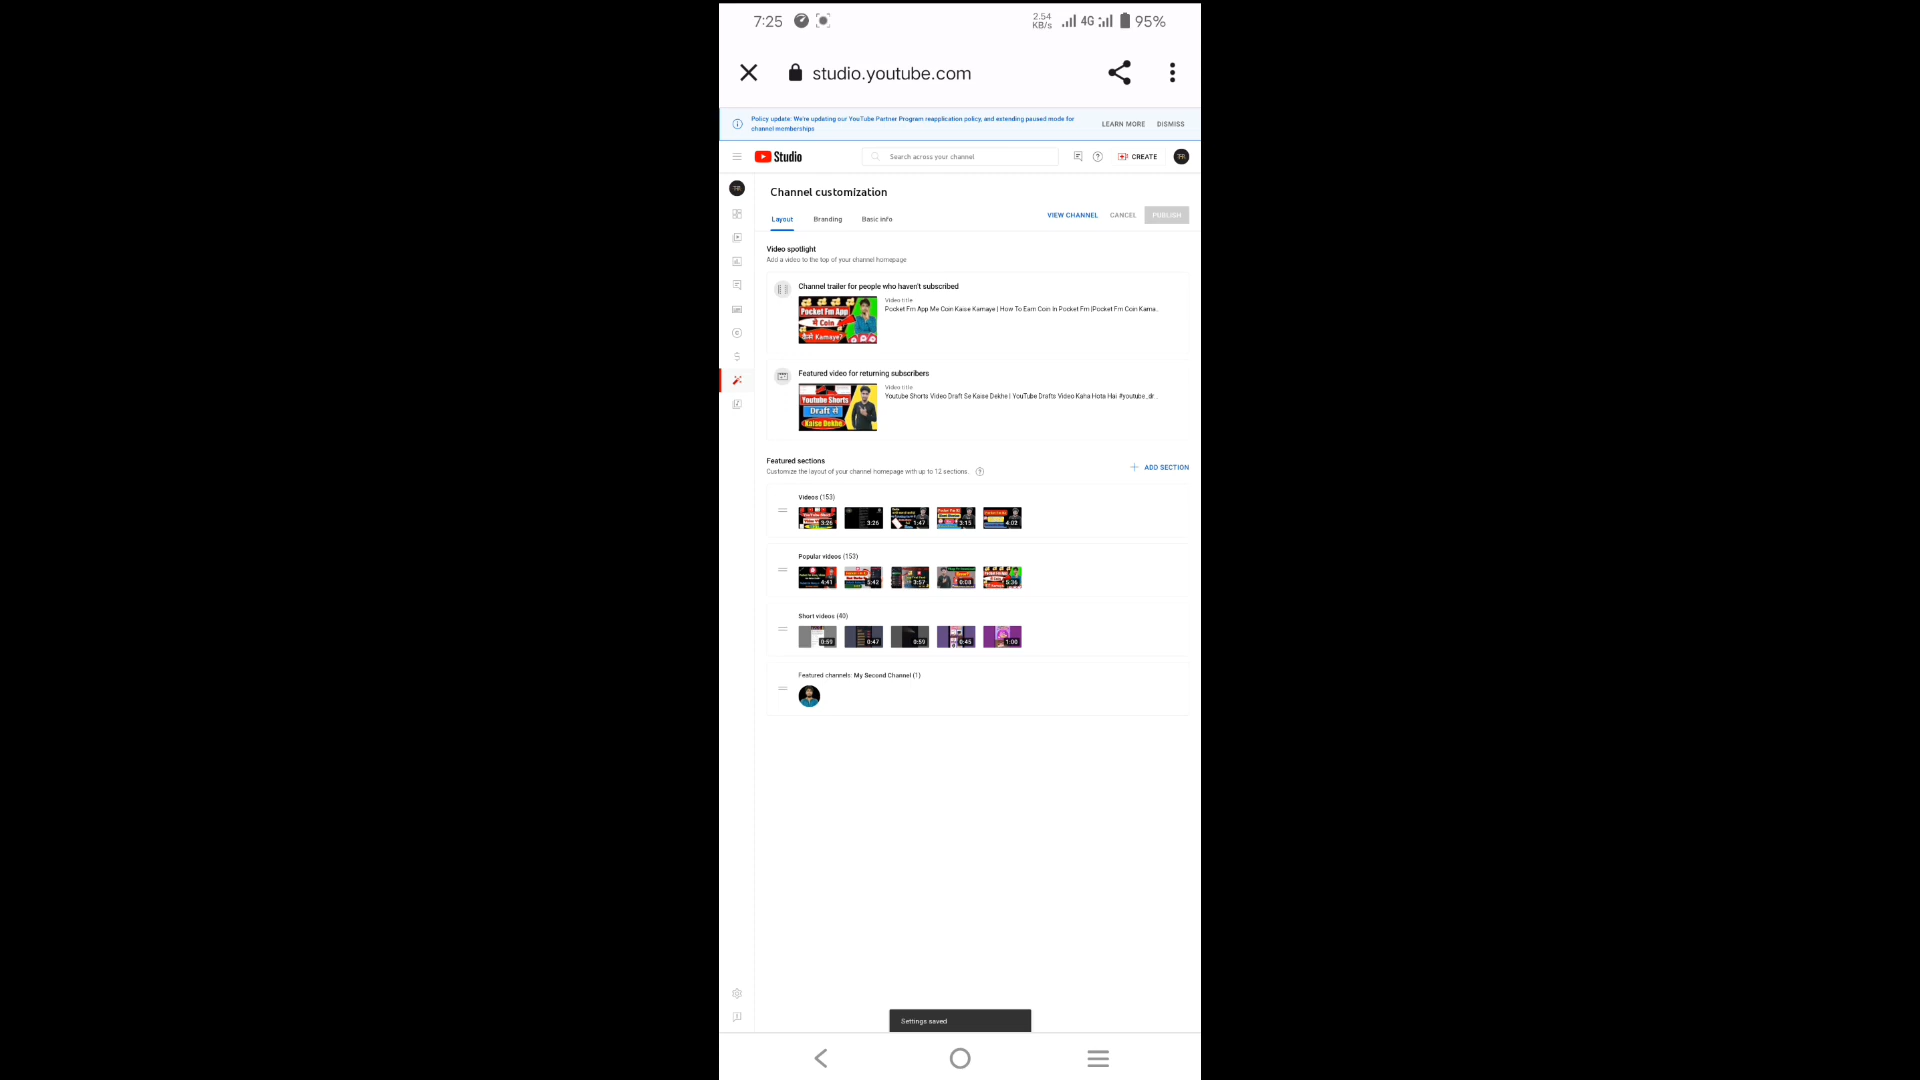 7:25
2.54
KB/s
4G
95%
studio.youtube.com
Policy update: We're updating our YouTube Partner Program reapplication policy, and extending paused mode for
channel memberships
LEARN MORE
DISMISS
Studio
Search across your channel
CREATE
Channel customization
Layout
Branding
Basic info
VIEW CHANNEL
CANCEL
PUBLISH
Video spotlight
Add a video to the top of your channel homepage
Channel trailer for people who haven't subscribed
Pocket Fm App
में Coin
कैसे Kamaye
Video title
Pocket Fm App Me Coin Kaise Kamaye | How To Earn Coin In Pocket Fm |Pocket Fm Coin Kama...
Featured video for returning subscribers
Youtube Shorts
Draft से
Kaise Dekhe
Video title
Youtube Shorts Video Draft Se Kaise Dekhe | YouTube Drafts Video Kaha Hota Hai #youtube_dr...
Featured sections
Customize the layout of your channel homepage with up to 12 sections.
ADD SECTION
Videos (153)
3:26
3:26
1:47
3:15
4:02
Popular videos (153)
4:41
5:42
3:57
0:08
5:36
Short videos (40)
0:59
0:47
0:59
0:45
1:00
Featured channels: My Second Channel (1)
Settings saved